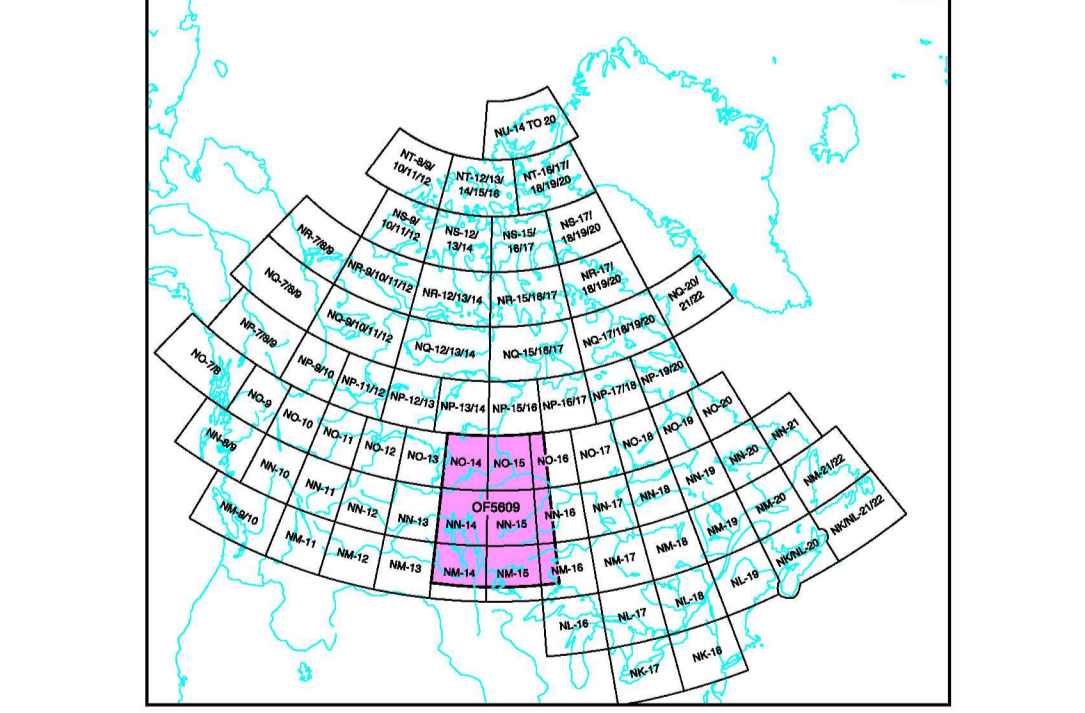 NU-14 TO 20
NT-8/9/
10/11/12
NT-12/13/
14/15/16
NT-16/17/
18/19/20
NS-9/
10/11/12
NS-12/
13/14
NS-15/
16/17
NS-17/
18/19/20
NR-7/8/9
NR-9/10/11/12
NR-12/13/14
NR-15/16/17
NR-17/
18/19/20
NQ-7/8/9
NQ-9/10/11/12
NQ-12/13/14
NQ-15/16/17
NQ-17/18/19/20
NQ-20/
21/22
NP-7/8/9
NP-9/10
NP-11/12
NP-12/13
NP-13/14
NP-15/16
NP-16/17
NP-17/18
NP-19/20
NO-7/8
NO-9
NO-10
NO-11
NO-12
NO-13
NO-14
NO-15
NO-16
NO-17
NO-18
NO-19
NO-20
OF5609
NN-8/9
NN-10
NN-11
NN-12
NN-13
NN-14
NN-15
NN-16
NN-17
NN-18
NN-19
NN-20
NN-21
NM-9/10
NM-11
NM-12
NM-13
NM-14
NM-15
NM-16
NM-17
NM-18
NM-19
NM-20
NM-21/22
NL-16
NL-17
NL-18
NL-19
NK/NL-20
NK/NL-21/22
NK-17
NK-18